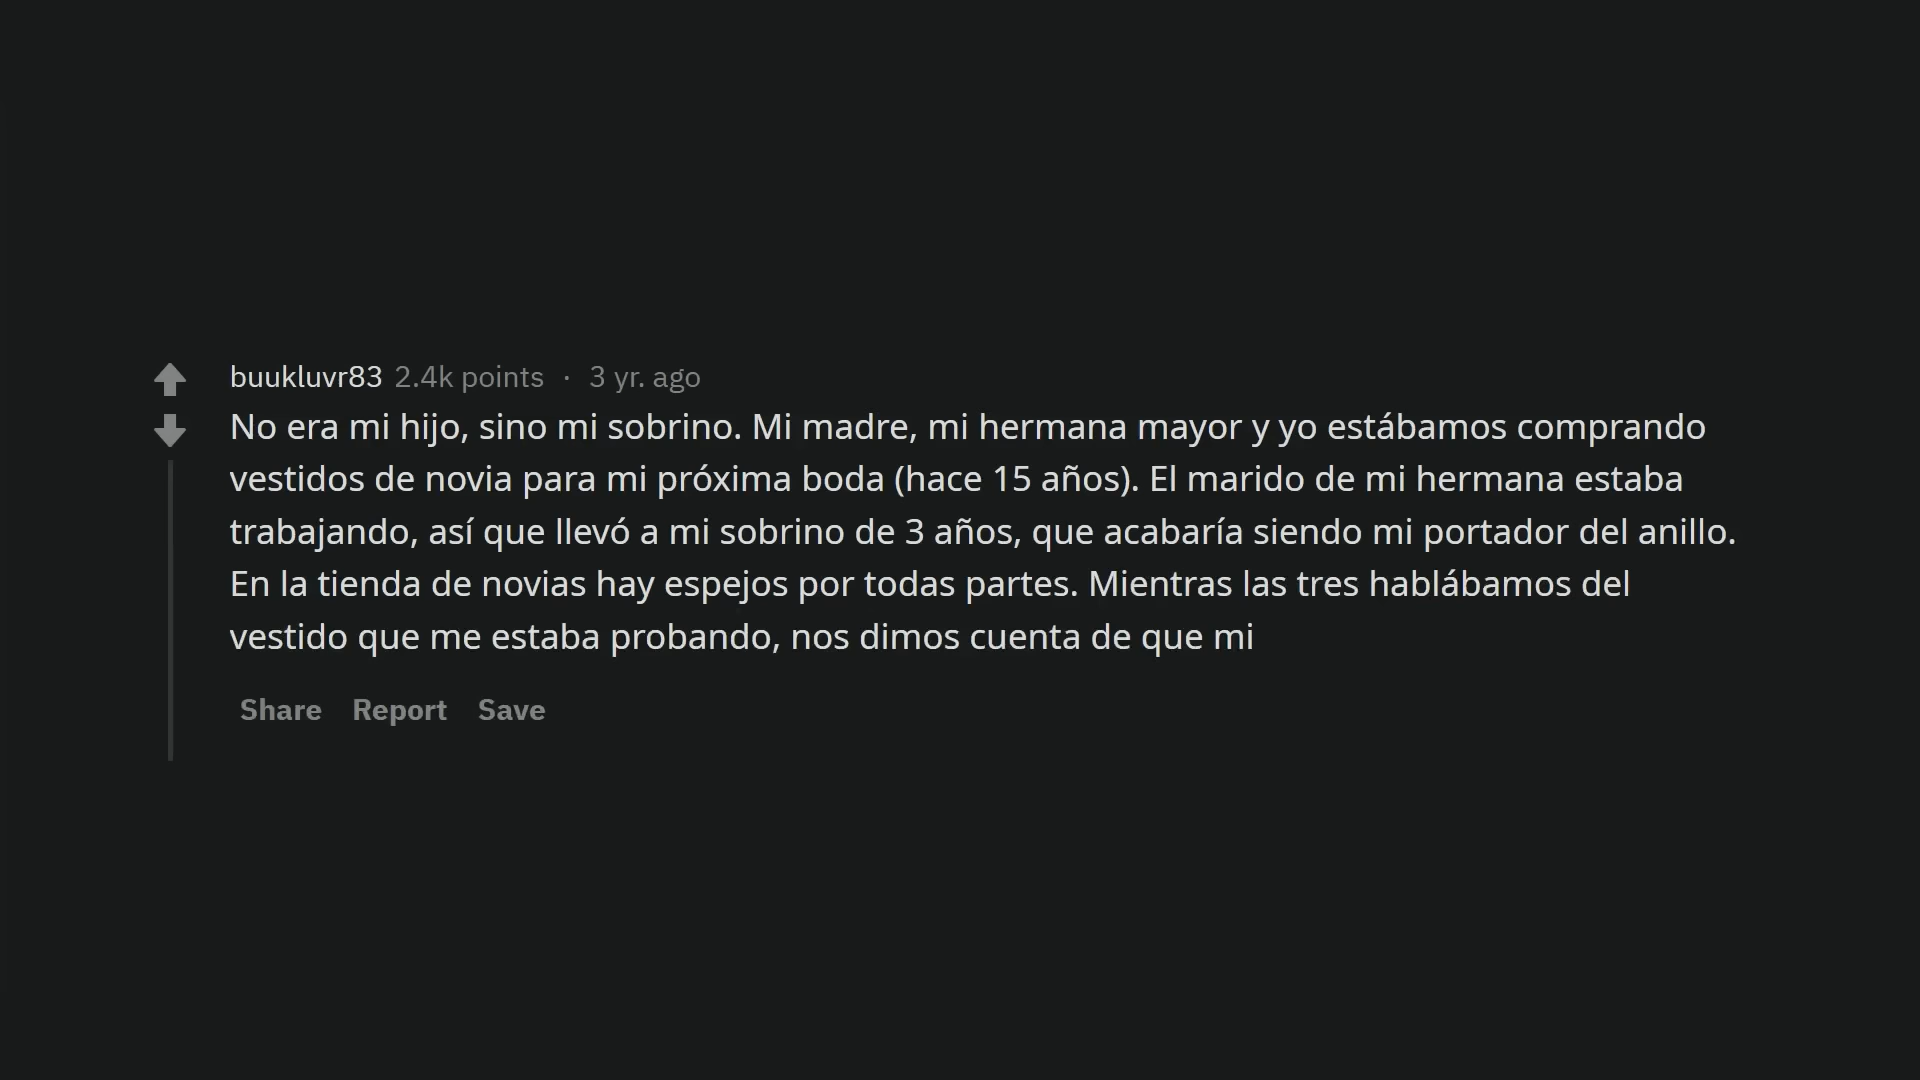 buukluvr83 2.4k points · 3 yr. ago
No era mi hijo, sino mi sobrino. Mi madre, mi hermana mayor y yo estábamos comprando
vestidos de novia para mi próxima boda (hace 15 años). El marido de mi hermana estaba
trabajando, así que llevó a mi sobrino de 3 años, que acabaría siendo mi portador del anillo.
En la tienda de novias hay espejos por todas partes. Mientras las tres hablábamos del
vestido que me estaba probando, nos dimos cuenta de que mi
Share Report Save